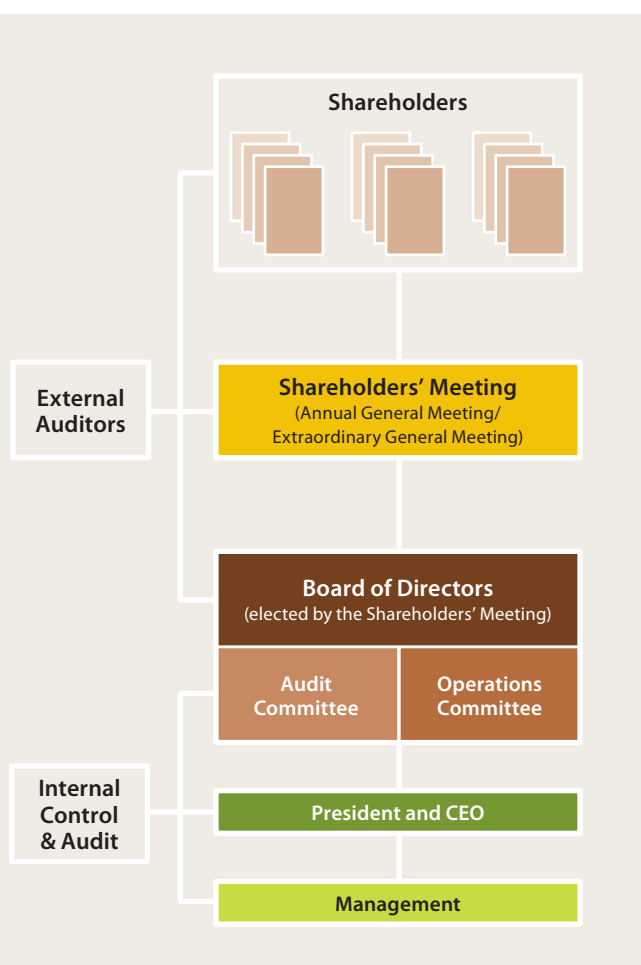 Shareholders
External
Auditors
Shareholders’ Meeting
(Annual General Meeting/
Extraordinary General Meeting)
Board of Directors
(elected by the Shareholders’ Meeting)
Audit
Committee
Operations
Committee
Internal
Control
& Audit
President and CEO
Management